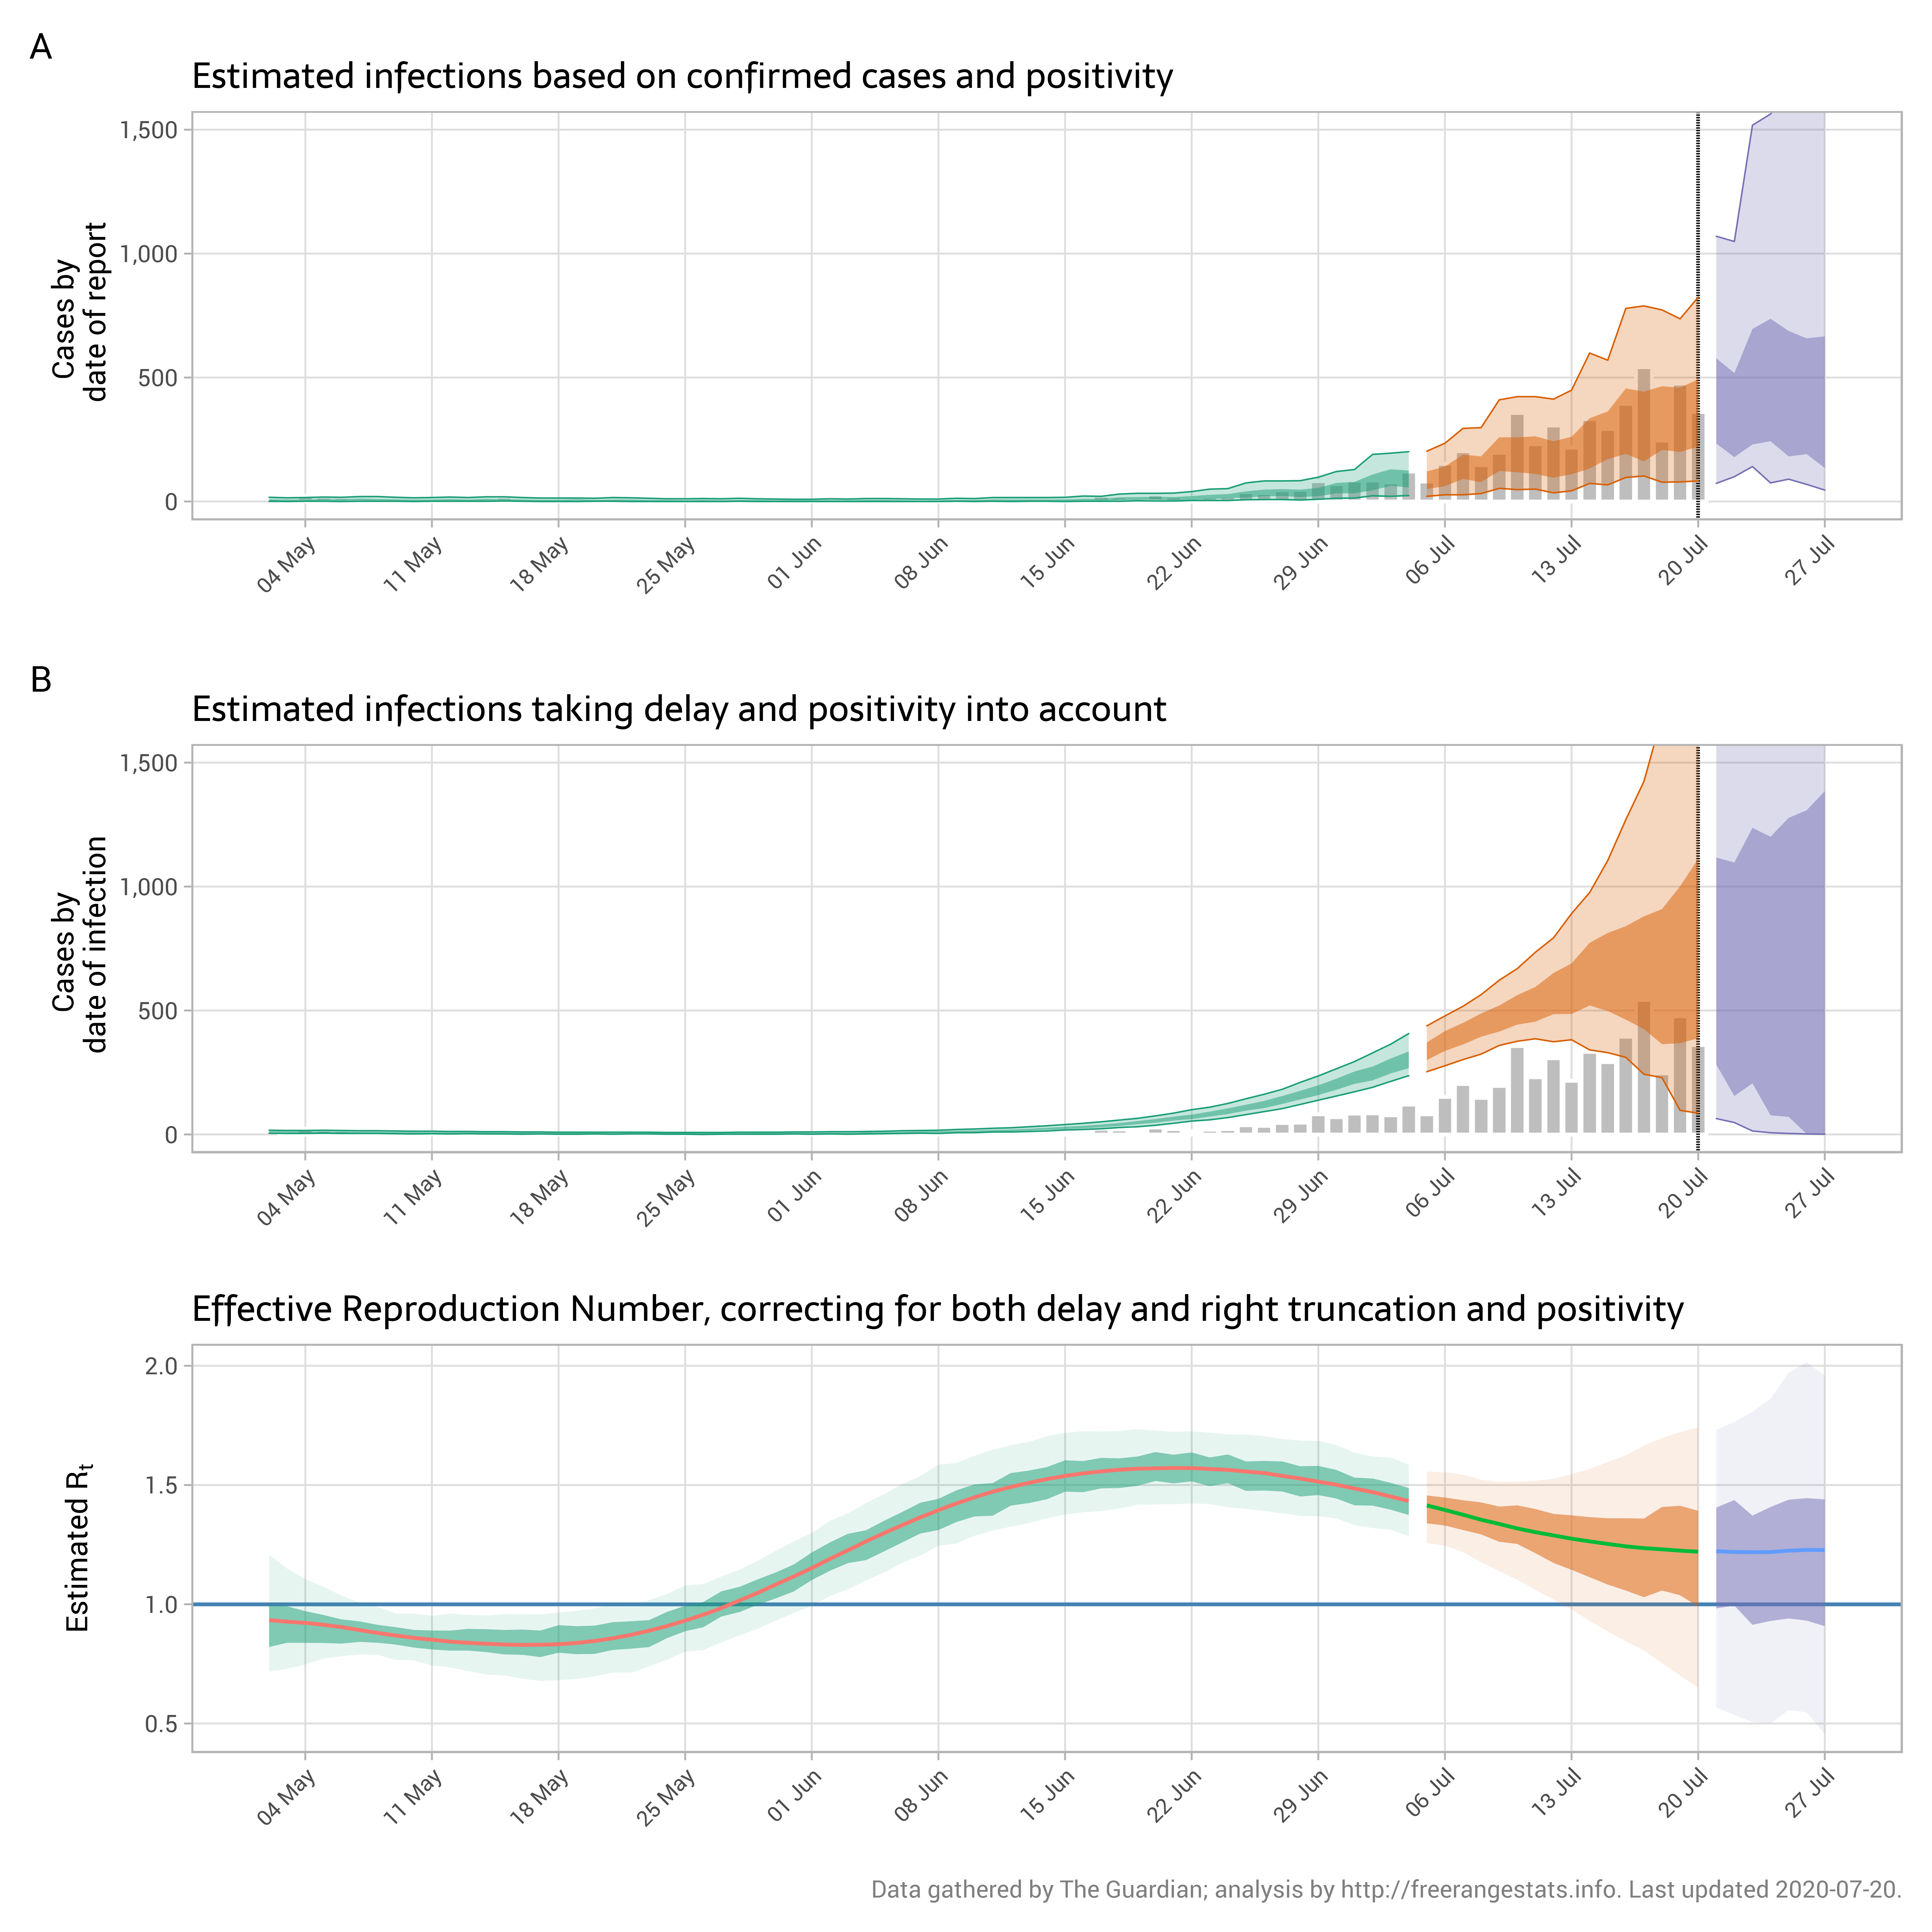 A
Estimated infections based on confirmed cases and positivity
1,500
1,000
500
0
Cases by
date of report
04 May
11 May
18 May
25 May
01 Jun
08 Jun
15 Jun
22 Jun
29 Jun
06 Jul
13 Jul
20 Jul
27 Jul
B
Estimated infections taking delay and positivity into account
1,500
1,000
500
0
Cases by
date of infection
04 May
11 May
18 May
25 May
01 Jun
08 Jun
15 Jun
22 Jun
29 Jun
06 Jul
13 Jul
20 Jul
27 Jul
Effective Reproduction Number, correcting for both delay and right truncation and positivity
2.0
1.5
1.0
0.5
Estimated Rt
04 May
11 May
18 May
25 May
01 Jun
08 Jun
15 Jun
22 Jun
29 Jun
06 Jul
13 Jul
20 Jul
27 Jul
Data gathered by The Guardian; analysis by http://freerangestats.info. Last updated 2020-07-20.